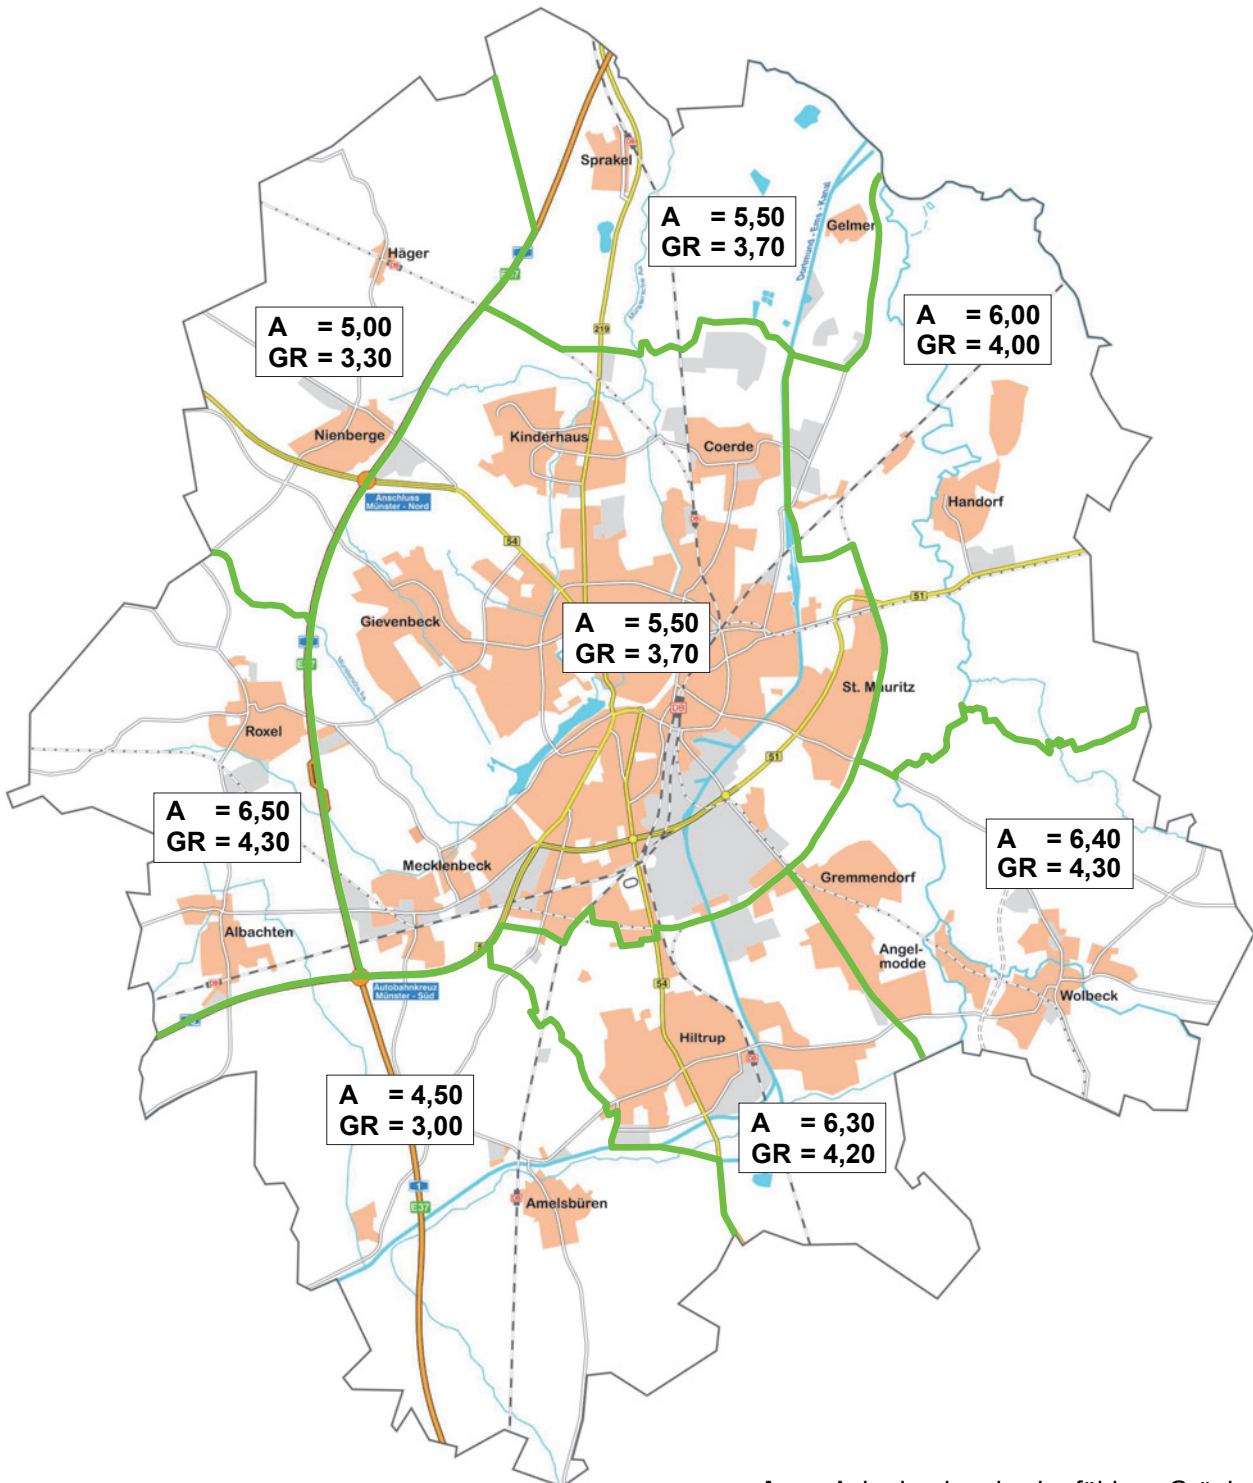 Sprakel
A = 5,50
GR = 3,70
Gelmer
Dortmund - Ems - Kanal
Häger
A = 5,00
GR = 3,30
A = 6,00
GR = 4,00
219
Nienberge
Kinderhaus
Coerde
Anschluss
Münster - Nord
Handorf
54
DB
51
Gievenbeck
A = 5,50
GR = 3,70
St. Mauritz
DB
Roxel
51
A = 6,50
GR = 4,30
A = 6,40
GR = 4,30
Mecklenbeck
Gremmendorf
Albachten
Angel-
modde
Autobahnkreuz
Münster - Süd
54
Wolbeck
Hiltrup
DB
A = 4,50
GR = 3,00
A = 6,30
GR = 4,20
1
E37
Amelsbüren